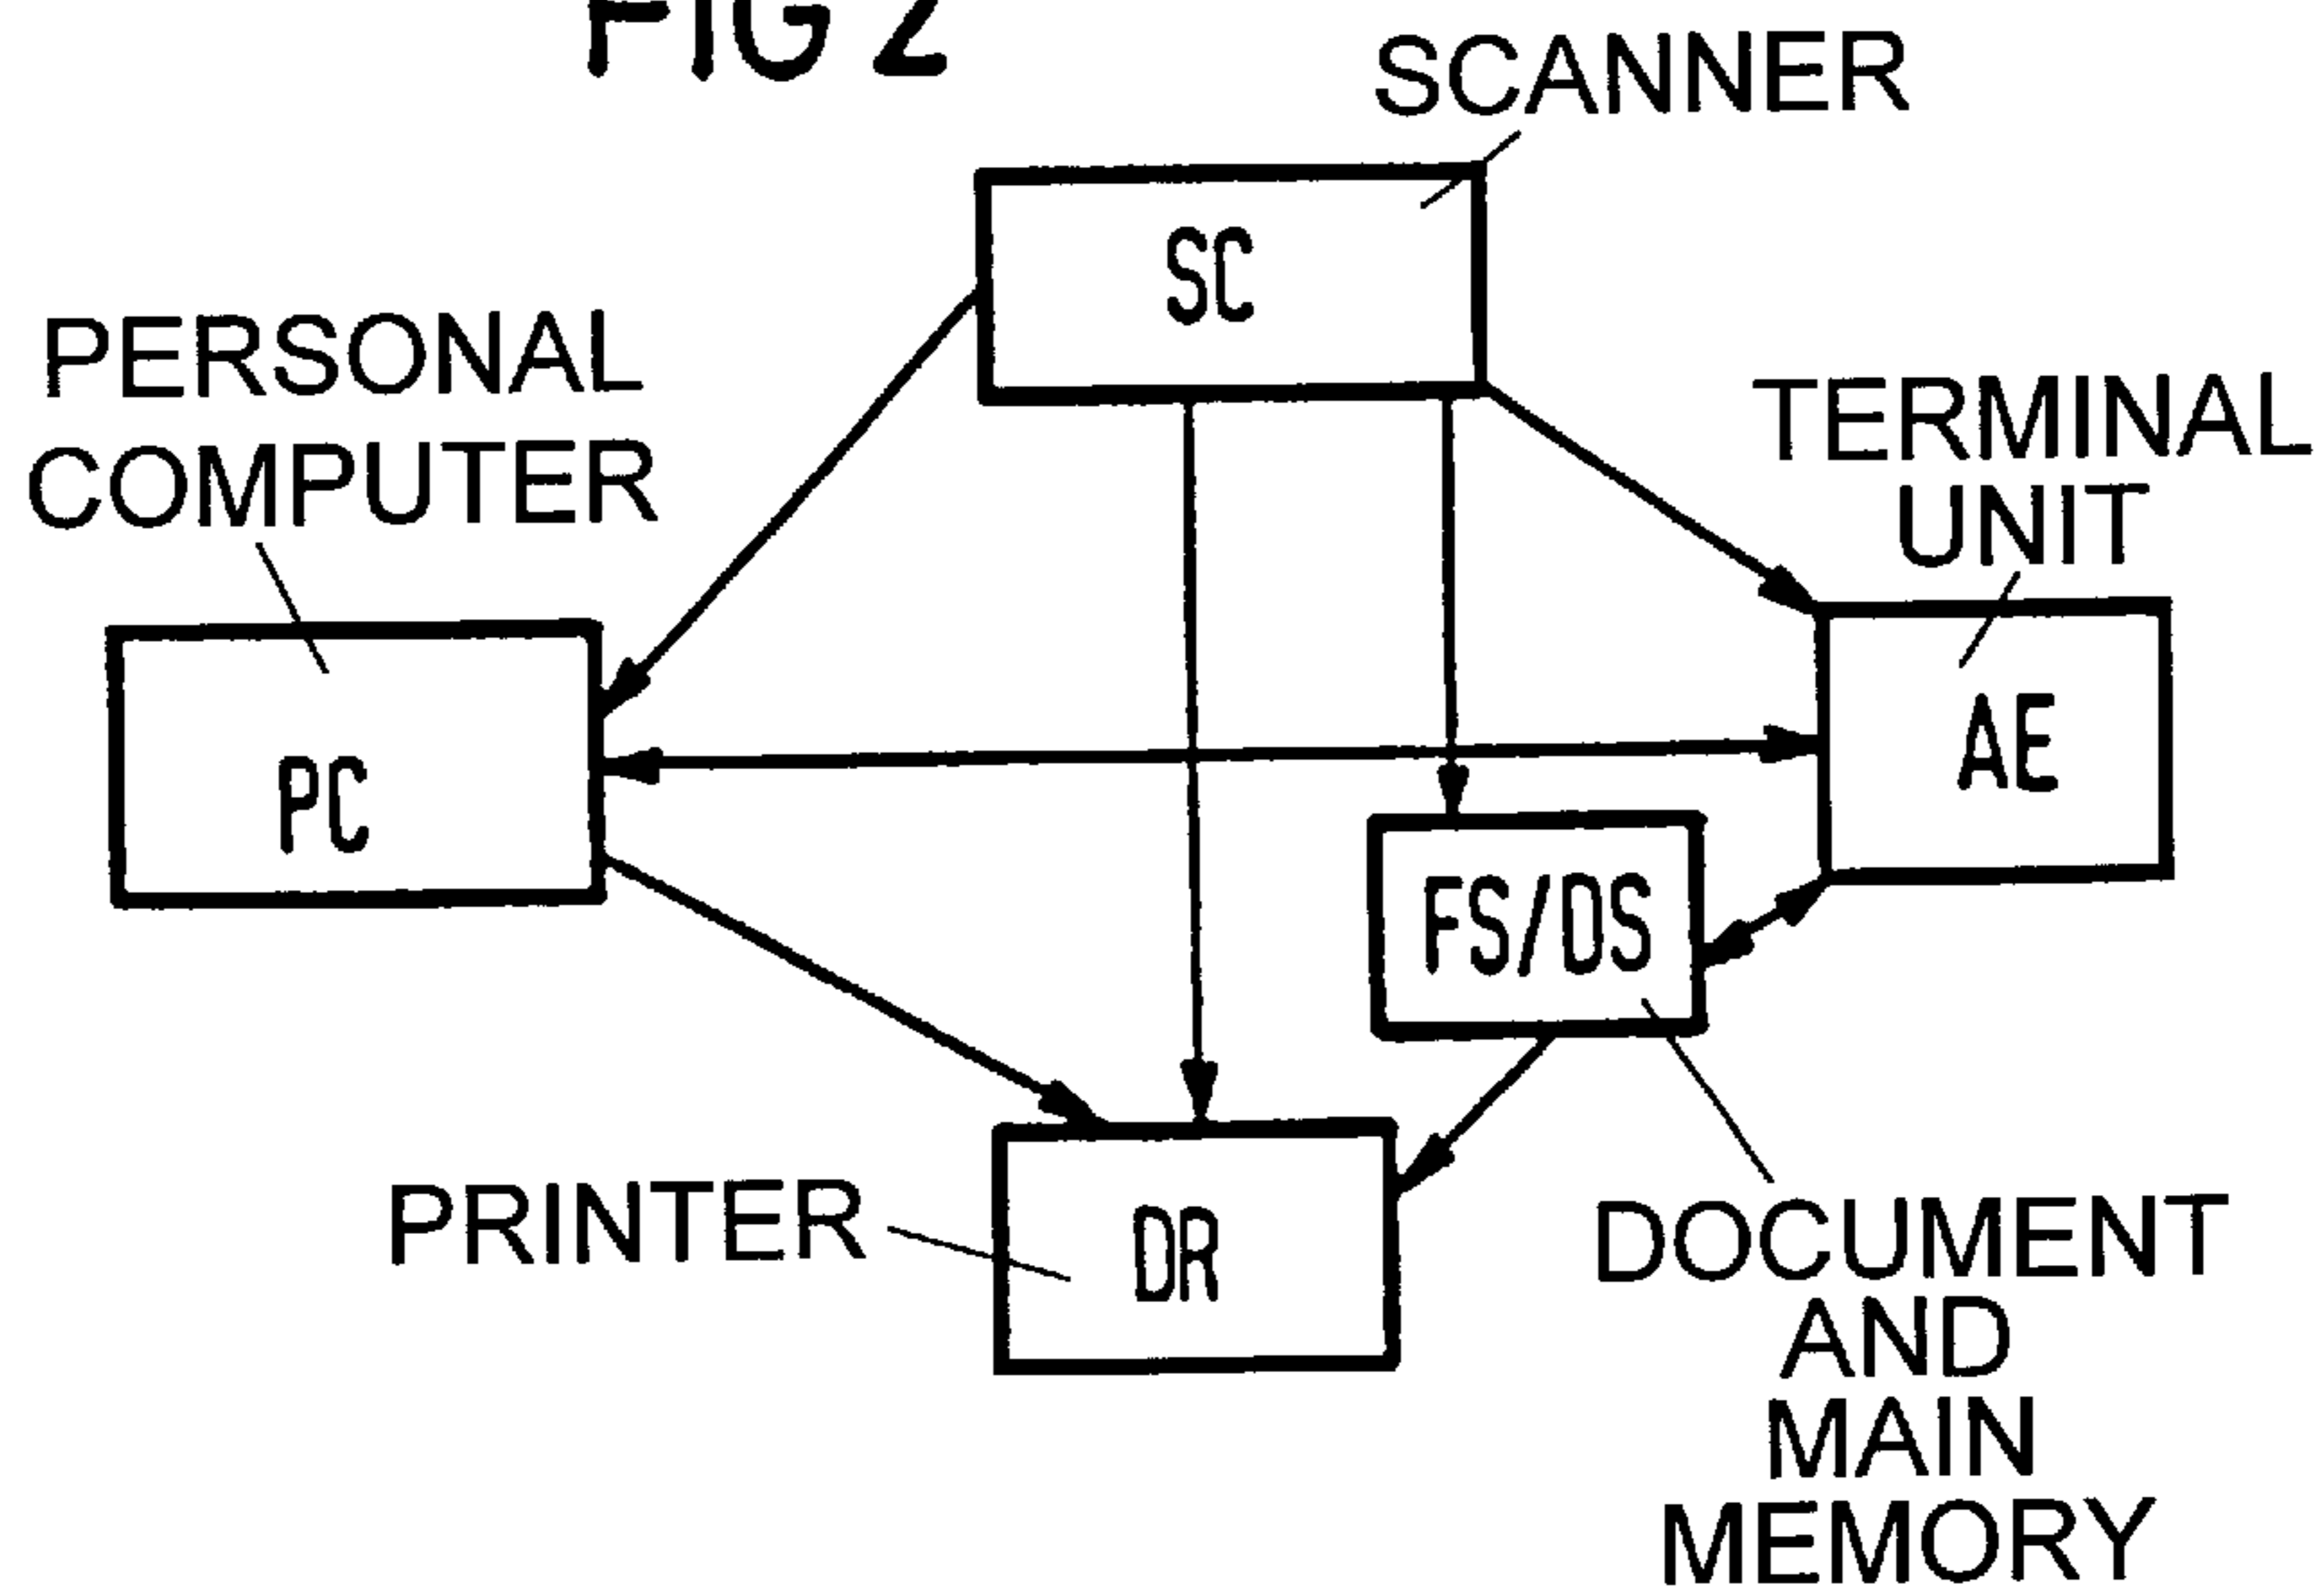 FIG 2
SCANNER
SC
PERSONAL
COMPUTER
TERMINAL
UNIT
PC
AE
FS/DS
PRINTER
DR
DOCUMENT
AND
MAIN
MEMORY